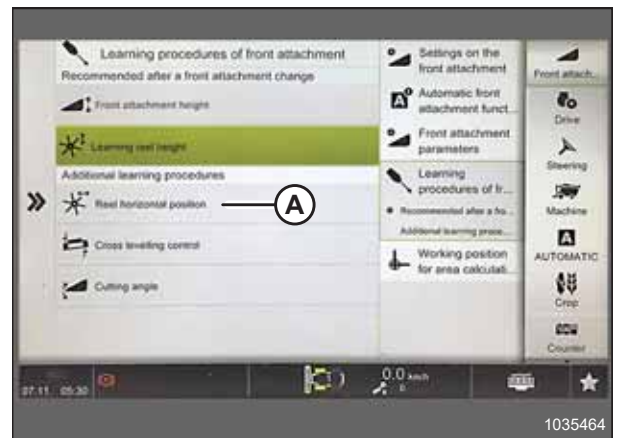 Learning procedures of front attachment
Recommended after a front attachment change
Front attachment height
Learning reel height
Additional learning procedures
Reel horizontal position
A
Cross levelling control
Cutting angle
Settings on the
front attachment
Automatic front
attachment funct...
Front attachment
parameters
Learning
procedures of fr...
Recommended after a fro...
Additional learning proce...
Working position
for area calculati...
Front attach...
Drive
Steering
Machine
AUTOMATIC
Crop
Counter
07.11. 05:30
0.0 km/h
0
1035464